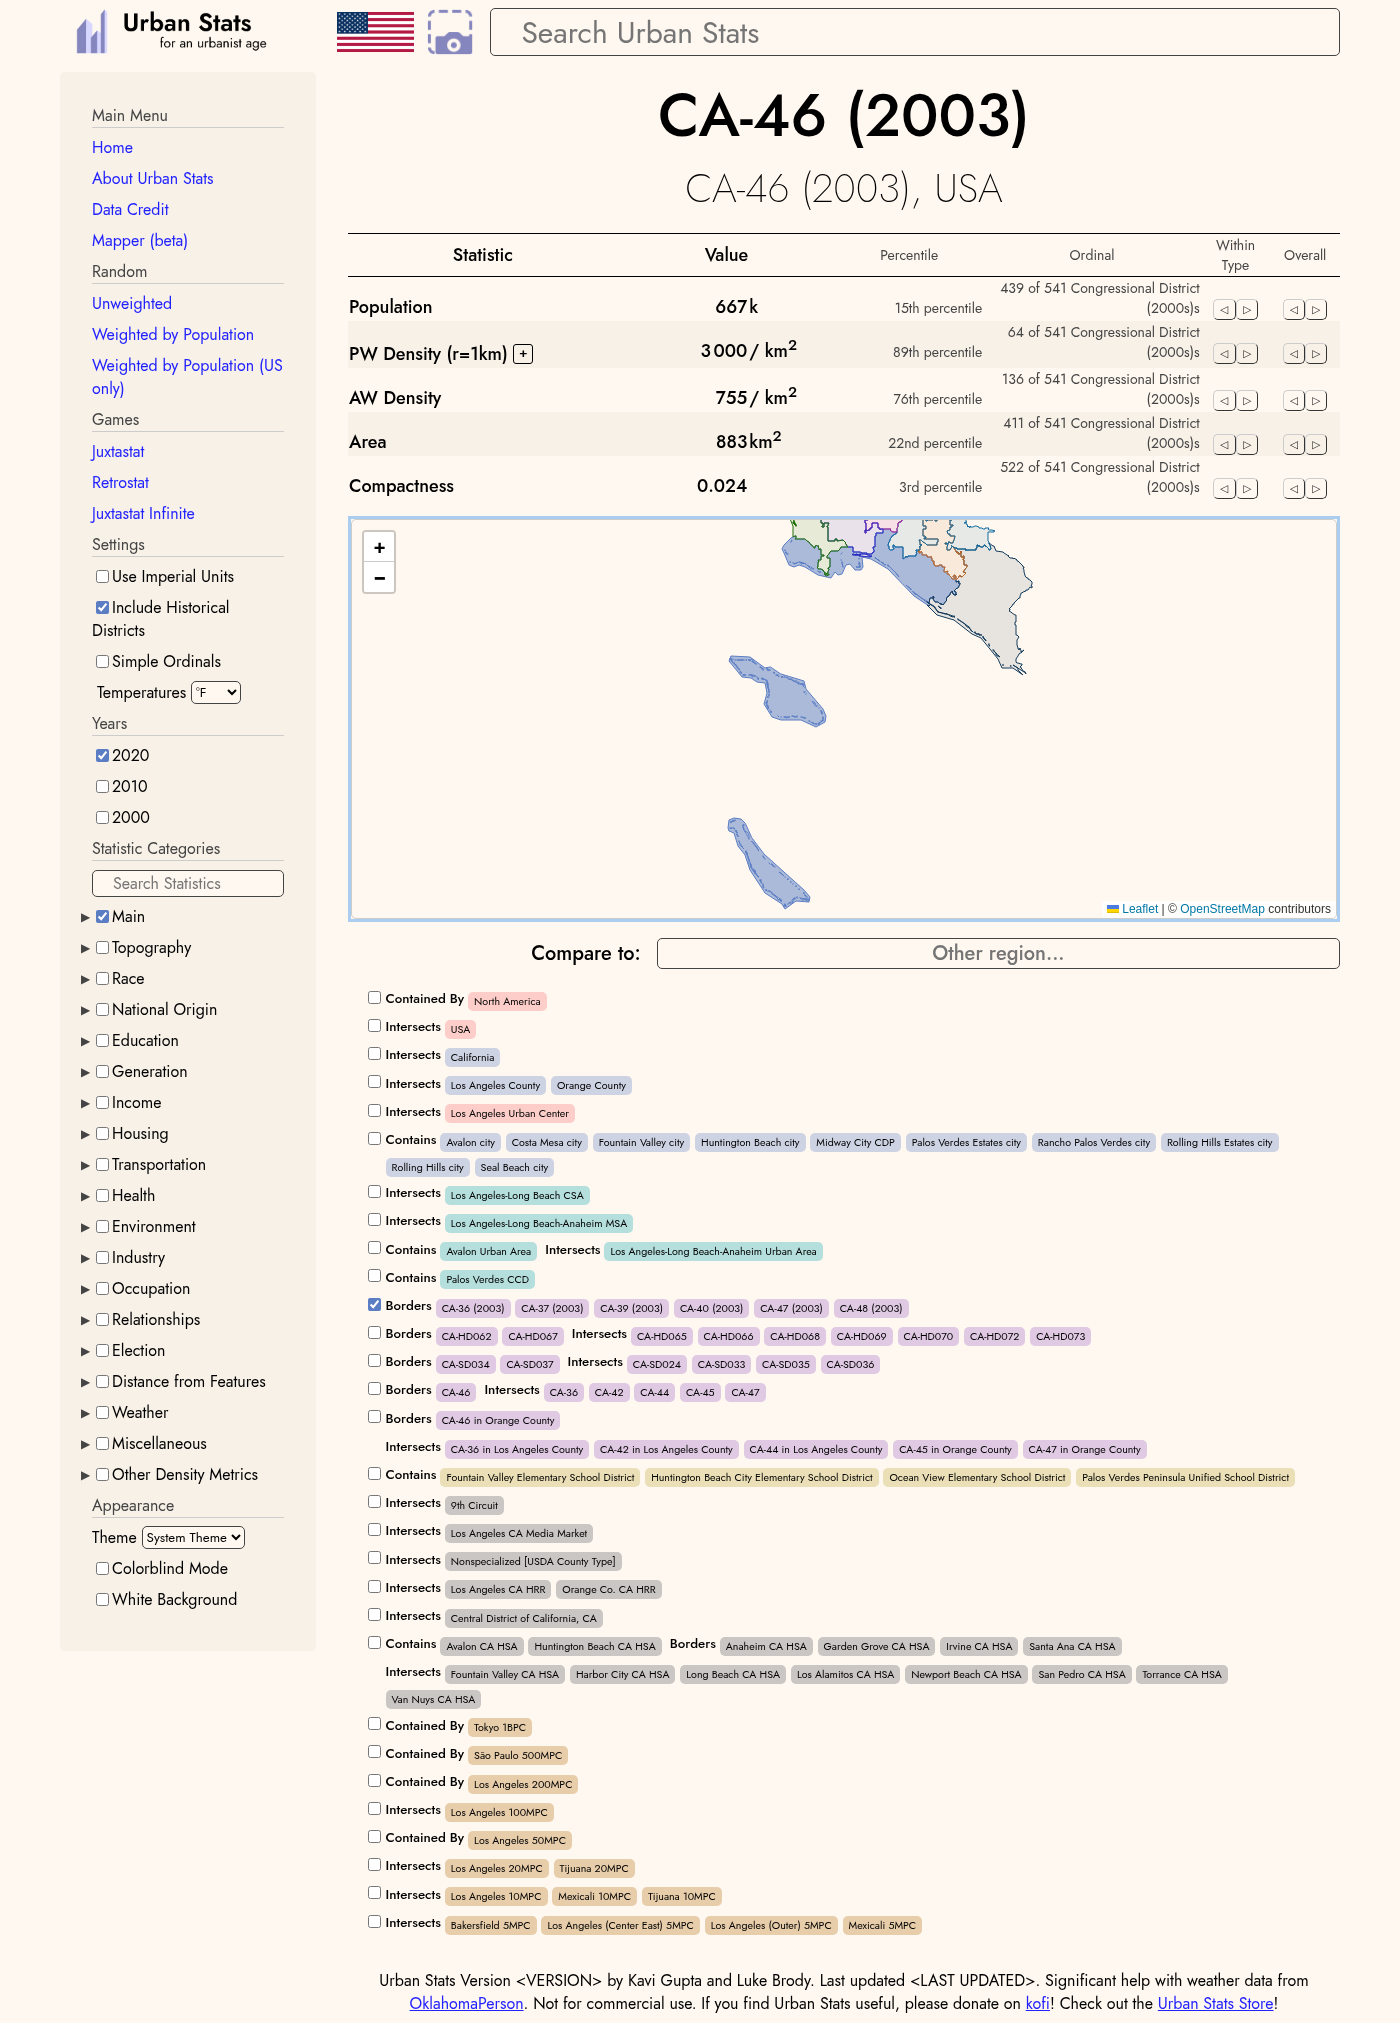 Urban Stats
for an urbanist age
Search Urban Stats
Main Menu
Home
About Urban Stats
Data Credit
Mapper (beta)
Random
Unweighted
Weighted by Population
Weighted by Population (US
only)
Games
Juxtastat
Retrostat
Juxtastat Infinite
Settings
Use Imperial Units
Include Historical
Districts
Simple Ordinals
Temperatures °F
Years
2020
2010
2000
Statistic Categories
Search Statistics
Main
Topography
Race
National Origin
Education
Generation
Income
Housing
Transportation
Health
Environment
Industry
Occupation
Relationships
Election
Distance from Features
Weather
Miscellaneous
Other Density Metrics
Appearance
Theme System Theme
Colorblind Mode
White Background
CA-46 (2003)
CA-46 (2003), USA
Statistic Value Percentile Ordinal Within Type Overall
Population 667k 15th percentile 439 of 541 Congressional District (2000s)s
PW Density (r=1km) + 3 000 / km2 89th percentile 64 of 541 Congressional District (2000s)s
AW Density 755 / km2 76th percentile 136 of 541 Congressional District (2000s)s
Area 883 km2 22nd percentile 411 of 541 Congressional District (2000s)s
Compactness 0.024 3rd percentile 522 of 541 Congressional District (2000s)s
+
−
Leaflet | © OpenStreetMap contributors
Compare to: Other region...
Contained By North America
Intersects USA
Intersects California
Intersects Los Angeles County Orange County
Intersects Los Angeles Urban Center
Contains Avalon city Costa Mesa city Fountain Valley city Huntington Beach city Midway City CDP Palos Verdes Estates city Rancho Palos Verdes city Rolling Hills Estates city
Rolling Hills city Seal Beach city
Intersects Los Angeles-Long Beach CSA
Intersects Los Angeles-Long Beach-Anaheim MSA
Contains Avalon Urban Area Intersects Los Angeles-Long Beach-Anaheim Urban Area
Contains Palos Verdes CCD
Borders CA-36 (2003) CA-37 (2003) CA-39 (2003) CA-40 (2003) CA-47 (2003) CA-48 (2003)
Borders CA-HD062 CA-HD067 Intersects CA-HD065 CA-HD066 CA-HD068 CA-HD069 CA-HD070 CA-HD072 CA-HD073
Borders CA-SD034 CA-SD037 Intersects CA-SD024 CA-SD033 CA-SD035 CA-SD036
Borders CA-46 Intersects CA-36 CA-42 CA-44 CA-45 CA-47
Borders CA-46 in Orange County
Intersects CA-36 in Los Angeles County CA-42 in Los Angeles County CA-44 in Los Angeles County CA-45 in Orange County CA-47 in Orange County
Contains Fountain Valley Elementary School District Huntington Beach City Elementary School District Ocean View Elementary School District Palos Verdes Peninsula Unified School District
Intersects 9th Circuit
Intersects Los Angeles CA Media Market
Intersects Nonspecialized [USDA County Type]
Intersects Los Angeles CA HRR Orange Co. CA HRR
Intersects Central District of California, CA
Contains Avalon CA HSA Huntington Beach CA HSA Borders Anaheim CA HSA Garden Grove CA HSA Irvine CA HSA Santa Ana CA HSA
Intersects Fountain Valley CA HSA Harbor City CA HSA Long Beach CA HSA Los Alamitos CA HSA Newport Beach CA HSA San Pedro CA HSA Torrance CA HSA
Van Nuys CA HSA
Contained By Tokyo 1BPC
Contained By São Paulo 500MPC
Contained By Los Angeles 200MPC
Intersects Los Angeles 100MPC
Contained By Los Angeles 50MPC
Intersects Los Angeles 20MPC Tijuana 20MPC
Intersects Los Angeles 10MPC Mexicali 10MPC Tijuana 10MPC
Intersects Bakersfield 5MPC Los Angeles (Center East) 5MPC Los Angeles (Outer) 5MPC Mexicali 5MPC
Urban Stats Version <VERSION> by Kavi Gupta and Luke Brody. Last updated <LAST UPDATED>. Significant help with weather data from
OklahomaPerson. Not for commercial use. If you find Urban Stats useful, please donate on kofi! Check out the Urban Stats Store!